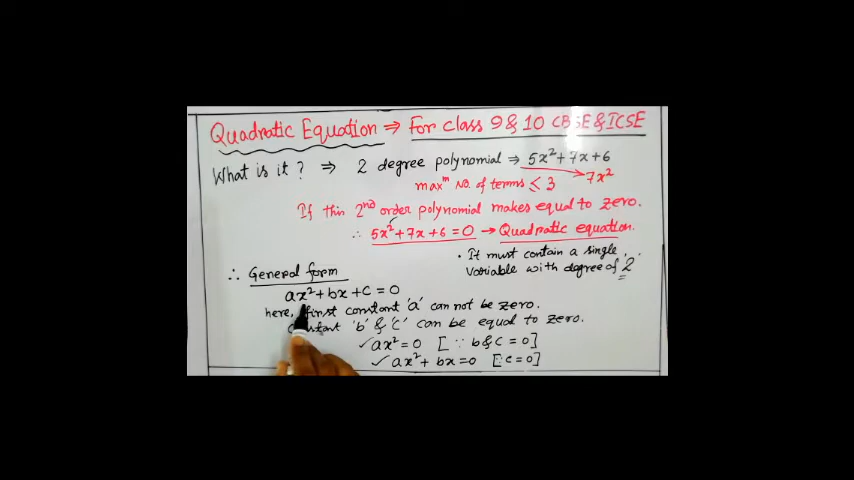 Quadratic Equation ⇒ For class 9 & 10 CBSE & ICSE
What is it? ⇒ 2 degree polynomial ⇒ 5x²+7x+6
7x²
maxᵐ No. of terms ≤ 3
If this 2ⁿᵈ order polynomial makes equal to zero.
∴ 5x²+7x+6=0 → Quadratic equation.
• It must contain a single variable
with degree of 2
∴ General form
ax²+bx+c=0
here, first constant 'a' can not be zero.
constant 'b' & 'c' can be equal to zero.
✓ax²=0 [∵ b&c=0]
✓ax²+bx=0 [∵c=0]